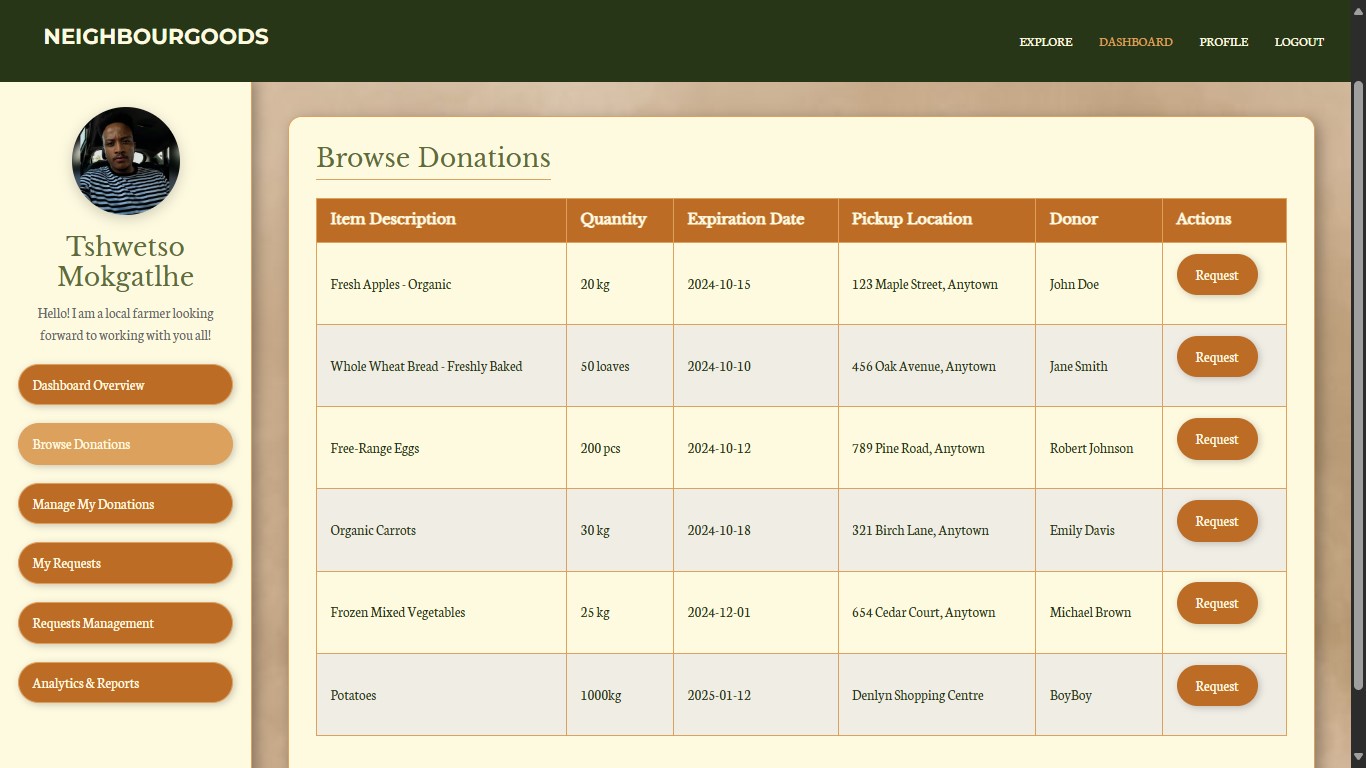 NEIGHBOURGOODS
EXPLORE DASHBOARD PROFILE LOGOUT
Tshwetso
Mokgatlhe
Hello! I am a local farmer looking
forward to working with you all!
Dashboard Overview
Browse Donations
Manage My Donations
My Requests
Requests Management
Analytics & Reports
Browse Donations
Item Description Quantity Expiration Date Pickup Location Donor Actions
Fresh Apples - Organic 20 kg 2024-10-15 123 Maple Street, Anytown John Doe Request
Whole Wheat Bread - Freshly Baked 50 loaves 2024-10-10 456 Oak Avenue, Anytown Jane Smith Request
Free-Range Eggs 200 pcs 2024-10-12 789 Pine Road, Anytown Robert Johnson Request
Organic Carrots 30 kg 2024-10-18 321 Birch Lane, Anytown Emily Davis Request
Frozen Mixed Vegetables 25 kg 2024-12-01 654 Cedar Court, Anytown Michael Brown Request
Potatoes 1000kg 2025-01-12 Denlyn Shopping Centre BoyBoy Request